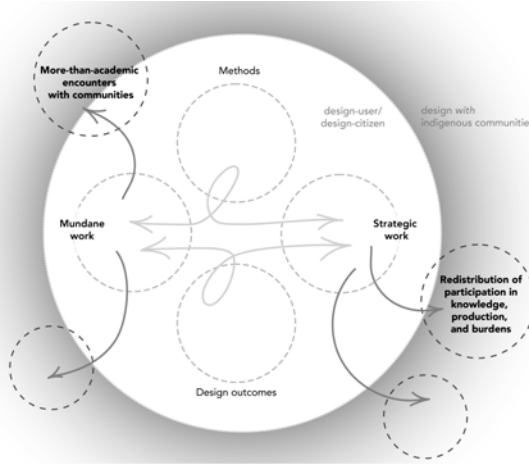 More-than-academic
encounters
with communities
Methods
design-user/
design-citizen
design with
indigenous communitie
Mundane
work
Strategic
work
Redistribution of
participation in
knowledge,
production,
and burdens
Design outcomes